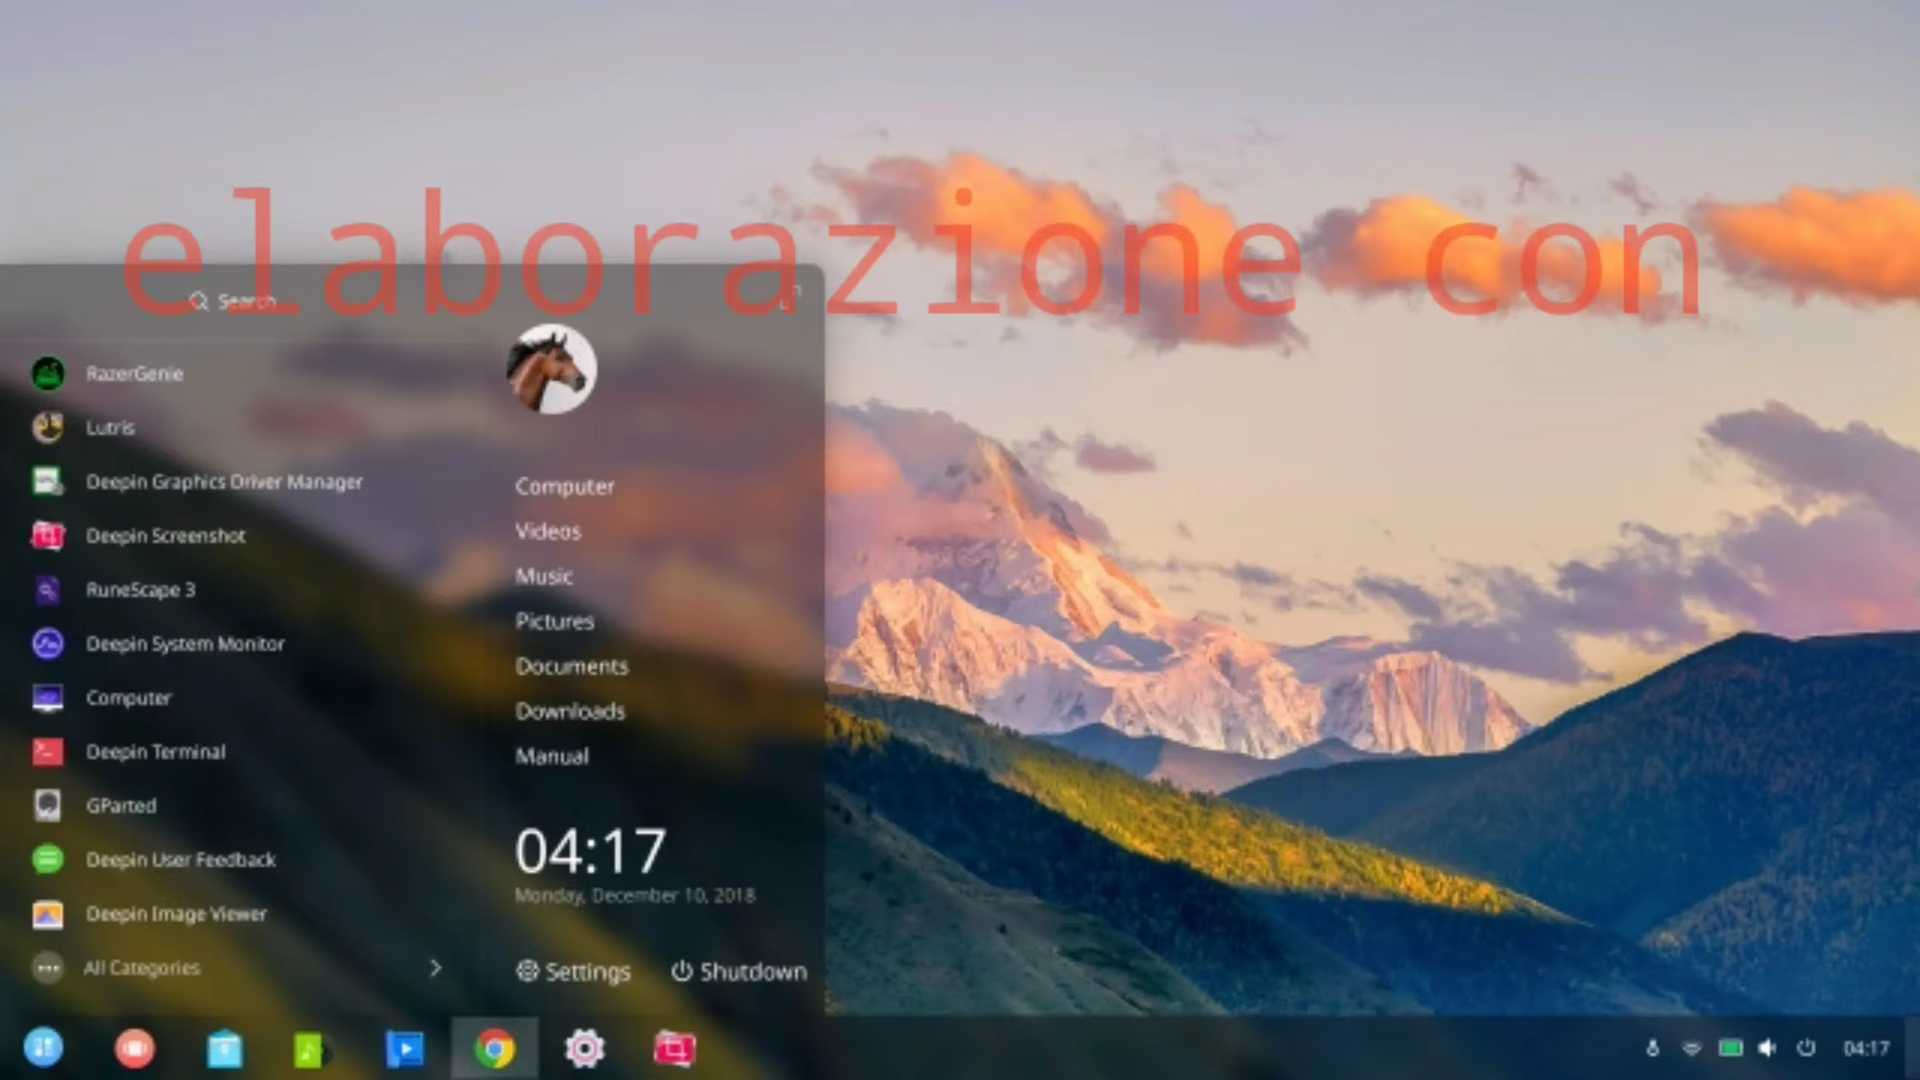 elaborazione con
Search
RazerGenie
Lutris
Deepin Graphics Driver Manager
Deepin Screenshot
RuneScape 3
Deepin System Monitor
Computer
Deepin Terminal
GParted
Deepin User Feedback
Deepin Image Viewer
All Categories
Computer
Videos
Music
Pictures
Documents
Downloads
Manual
04:17
Monday, December 10, 2018
Settings
Shutdown
04:17